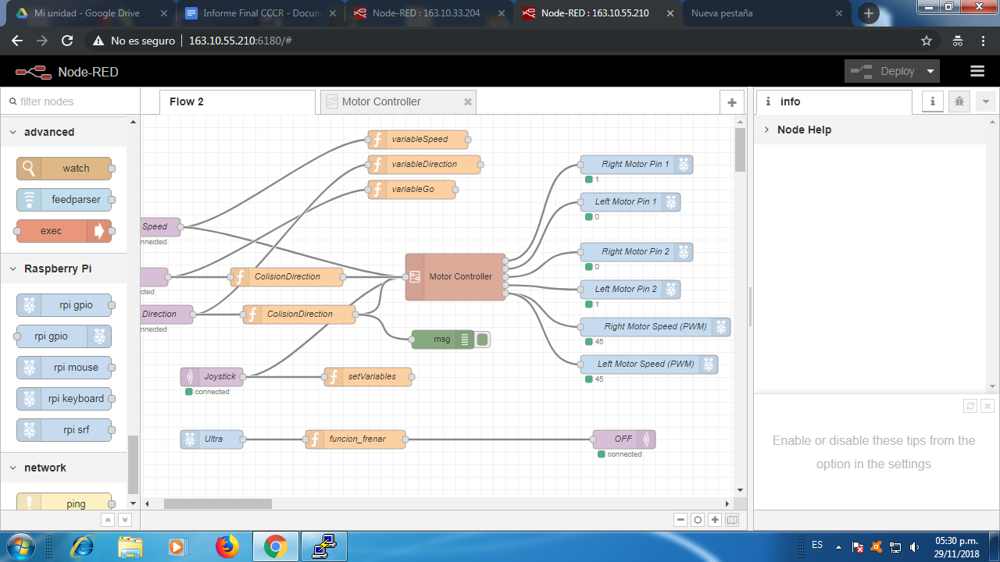 Mi unidad - Google Drive
Informe Final CCCR - Docum
Node-RED : 163.10.33.204
Node-RED : 163.10.55.210
Nueva pestaña
No es seguro
163.10.55.210:6180/#
Node-RED
Deploy
filter nodes
Flow 2
Motor Controller
info
advanced
watch
feedparser
exec
Raspberry Pi
rpi gpio
rpi gpio
rpi mouse
rpi keyboard
rpi srf
network
ping
variableSpeed
variableDirection
variableGo
Speed
nnected
cted
ColisionDirection
Direction
nnected
ColisionDirection
Motor Controller
msg
Joystick
connected
setVariables
Ultra
funcion_frenar
OFF
connected
Right Motor Pin 1
1
Left Motor Pin 1
0
Right Motor Pin 2
0
Left Motor Pin 2
1
Right Motor Speed (PWM)
45
Left Motor Speed (PWM)
45
Node Help
Enable or disable these tips from the
option in the settings
ES
05:30 p.m.
29/11/2018